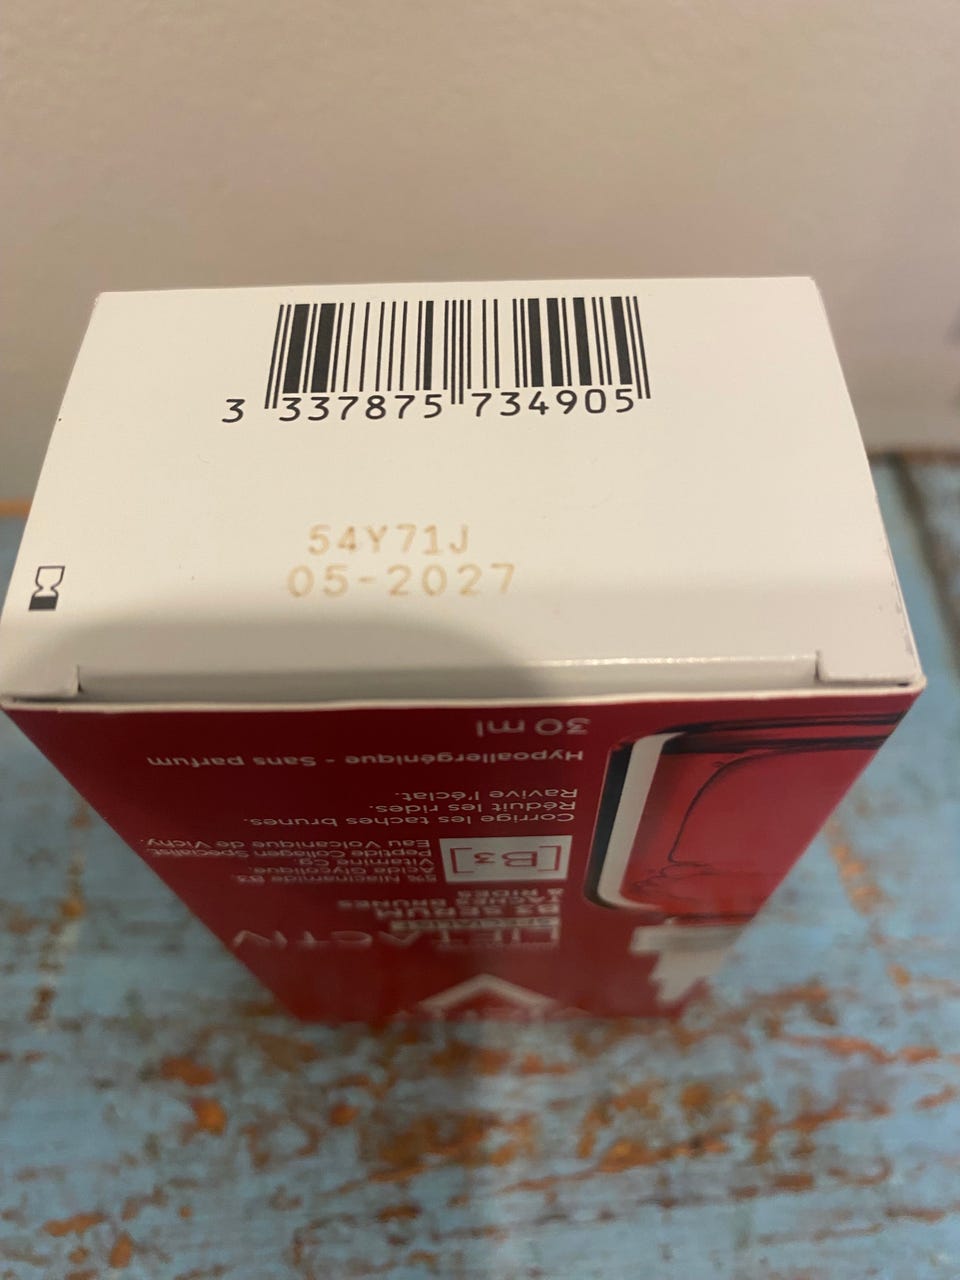 3 337875 734905
54Y71J
05-2027
LIFTACTIV
SPECIALIST
B3 SERUM
TACHES BRUNES
& RIDES
[B3]
5% Niacinamide B3.
Acide Glycolique.
Vitamine Cg
Peptide Collagen Specialist.
Eau Volcanique de Vichy.
Corrige les taches brunes.
Réduit les rides.
Ravive l'éclat.
Hypoallergénique - Sans parfum
30 ml